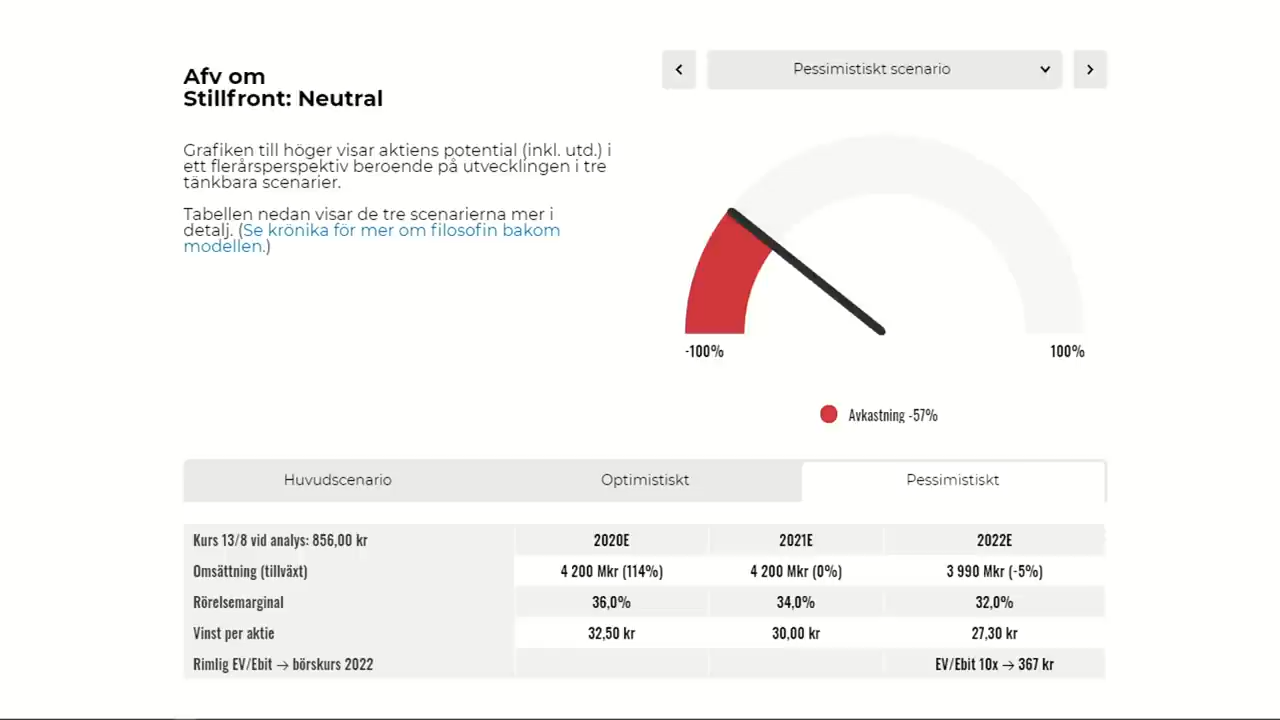 Afv om
Stillfront: Neutral
Grafiken till höger visar aktiens potential (inkl. utd.) i
ett flerårsperspektiv beroende på utvecklingen i tre
tänkbara scenarier.
Tabellen nedan visar de tre scenarierna mer i
detalj. (Se krönika för mer om filosofin bakom
modellen.)
Pessimistiskt scenario
-100%
100%
Avkastning -57%
Huvudscenario
Optimistiskt
Pessimistiskt
Kurs 13/8 vid analys: 856,00 kr 2020E 2021E 2022E
Omsättning (tillväxt) 4 200 Mkr (114%) 4 200 Mkr (0%) 3 990 Mkr (-5%)
Rörelsemarginal 36,0% 34,0% 32,0%
Vinst per aktie 32,50 kr 30,00 kr 27,30 kr
Rimlig EV/Ebit → börskurs 2022 EV/Ebit 10x → 367 kr